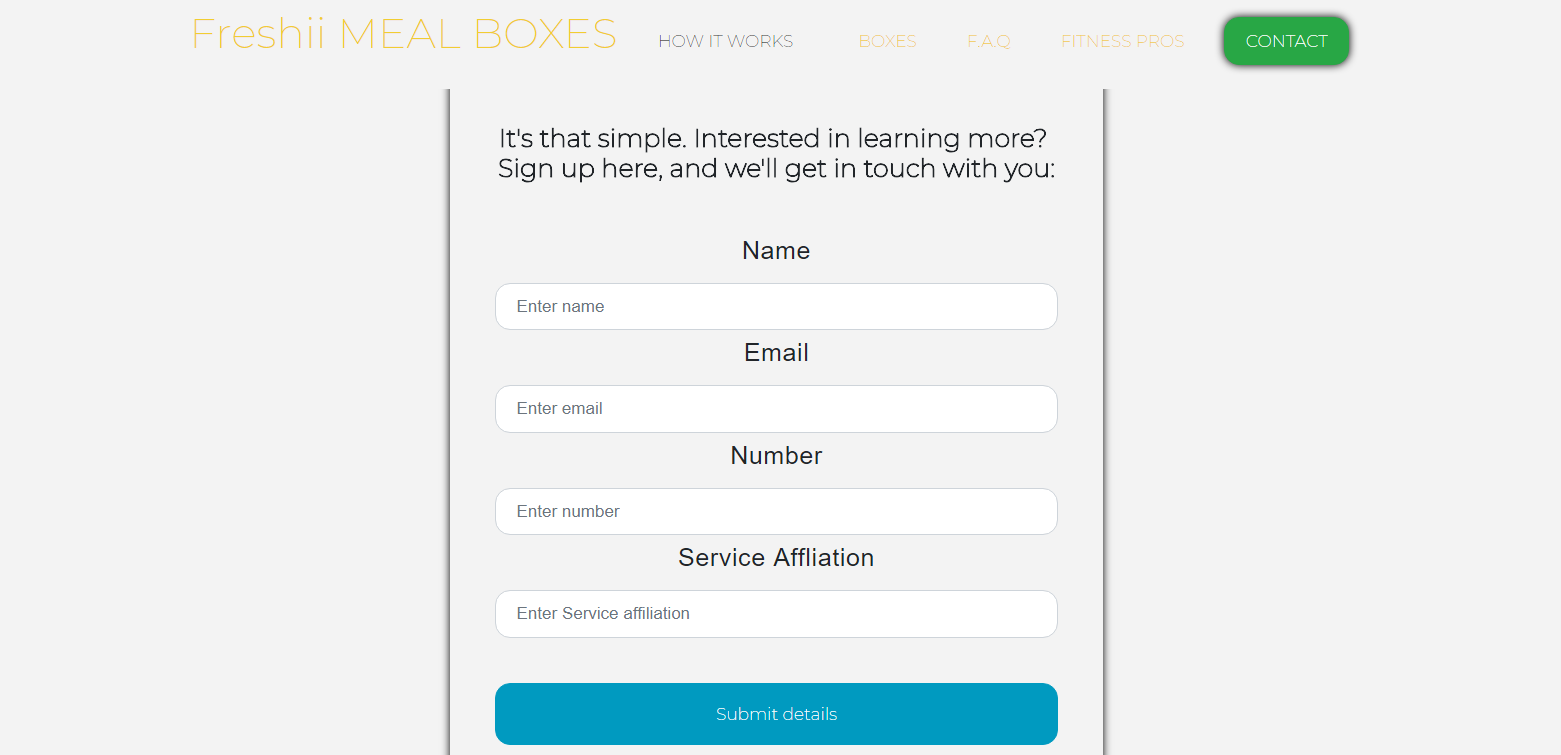 Freshii MEAL BOXES
HOW IT WORKS
BOXES
F.A.Q
FITNESS PROS
CONTACT
It's that simple. Interested in learning more?
Sign up here, and we'll get in touch with you:
Name
Enter name
Email
Enter email
Number
Enter number
Service Affliation
Enter Service affiliation
Submit details